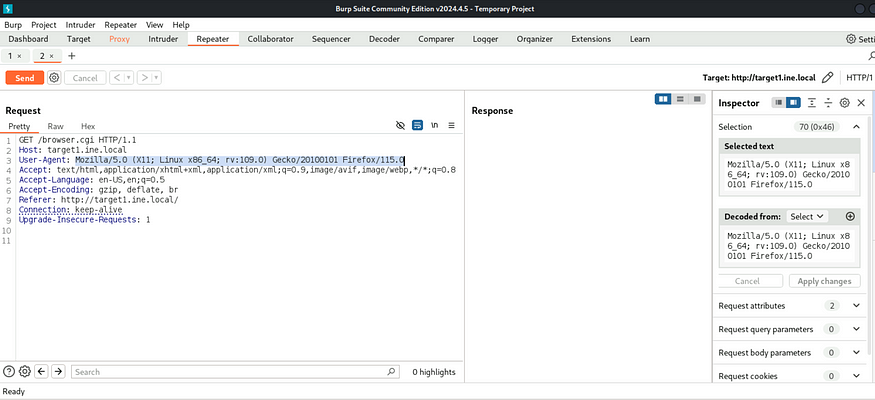 Burp Suite Community Edition v2024.4.5 - Temporary Project
Burp Project Intruder Repeater View Help
Dashboard Target Proxy Intruder Repeater Collaborator Sequencer Decoder Comparer Logger Organizer Extensions Learn Setti
1 × 2 × +
Send Cancel < > Target: http://target1.ine.local HTTP/1
Request
Pretty Raw Hex \n
1 GET /browser.cgi HTTP/1.1
2 Host: target1.ine.local
3 User-Agent: Mozilla/5.0 (X11; Linux x86_64; rv:109.0) Gecko/20100101 Firefox/115.0
4 Accept: text/html,application/xhtml+xml,application/xml;q=0.9,image/avif,image/webp,*/*;q=0.8
5 Accept-Language: en-US,en;q=0.5
6 Accept-Encoding: gzip, deflate, br
7 Referer: http://target1.ine.local/
8 Connection: keep-alive
9 Upgrade-Insecure-Requests: 1
10
11
Search 0 highlights
Ready
Response
Inspector
Selection 70 (0x46)
Selected text
Mozilla/5.0 (X11; Linux x8
6_64; rv:109.0) Gecko/2010
0101 Firefox/115.0
Decoded from: Select
Mozilla/5.0 (X11; Linux x8
6_64; rv:109.0) Gecko/2010
0101 Firefox/115.0
Cancel Apply changes
Request attributes 2
Request query parameters 0
Request body parameters 0
Request cookies 0